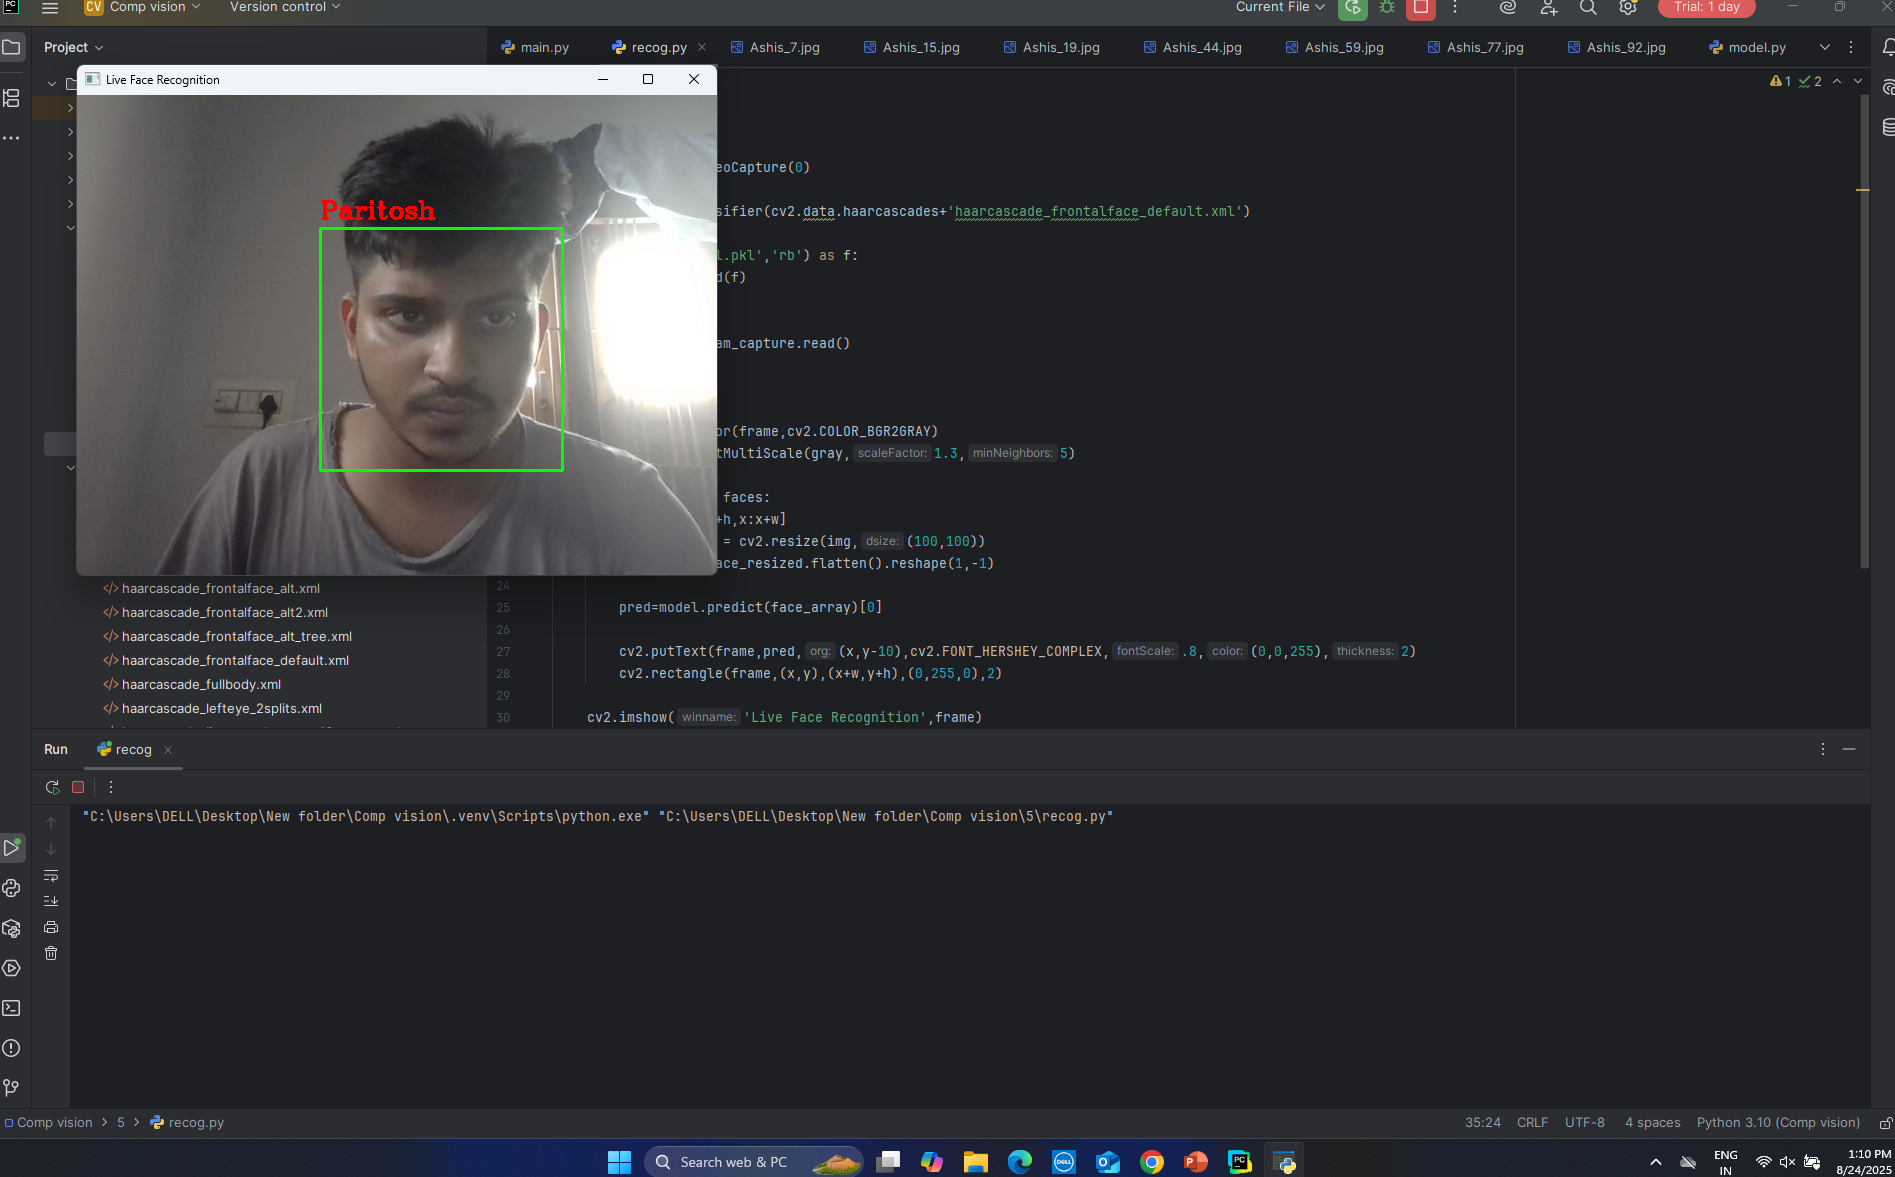 PC
CV Comp vision Version control Current File Trial: 1 day
Project main.py recog.py Ashis_7.jpg Ashis_15.jpg Ashis_19.jpg Ashis_44.jpg Ashis_59.jpg Ashis_77.jpg Ashis_92.jpg model.py
Live Face Recognition
1 2
Paritosh
eoCapture(0)
sifier(cv2.data.haarcascades+'haarcascade_frontalface_default.xml')
l.pkl','rb') as f:
d(f)
am_capture.read()
or(frame,cv2.COLOR_BGR2GRAY)
tMultiScale(gray, scaleFactor: 1.3, minNeighbors: 5)
faces:
+h,x:x+w]
= cv2.resize(img, dsize: (100,100))
ace_resized.flatten().reshape(1,-1)
24
25 pred=model.predict(face_array)[0]
26
27 cv2.putText(frame,pred, org: (x,y-10),cv2.FONT_HERSHEY_COMPLEX, fontScale: .8, color: (0,0,255), thickness: 2)
28 cv2.rectangle(frame,(x,y),(x+w,y+h),(0,255,0),2)
29
30 cv2.imshow( winname: 'Live Face Recognition',frame)
</> haarcascade_frontalface_alt.xml
</> haarcascade_frontalface_alt2.xml
</> haarcascade_frontalface_alt_tree.xml
</> haarcascade_frontalface_default.xml
</> haarcascade_fullbody.xml
</> haarcascade_lefteye_2splits.xml
Run recog
"C:\Users\DELL\Desktop\New folder\Comp vision\.venv\Scripts\python.exe" "C:\Users\DELL\Desktop\New folder\Comp vision\5\recog.py"
Comp vision > 5 > recog.py 35:24 CRLF UTF-8 4 spaces Python 3.10 (Comp vision)
Search web & PC DELL PC ENG IN 1:10 PM
8/24/2025